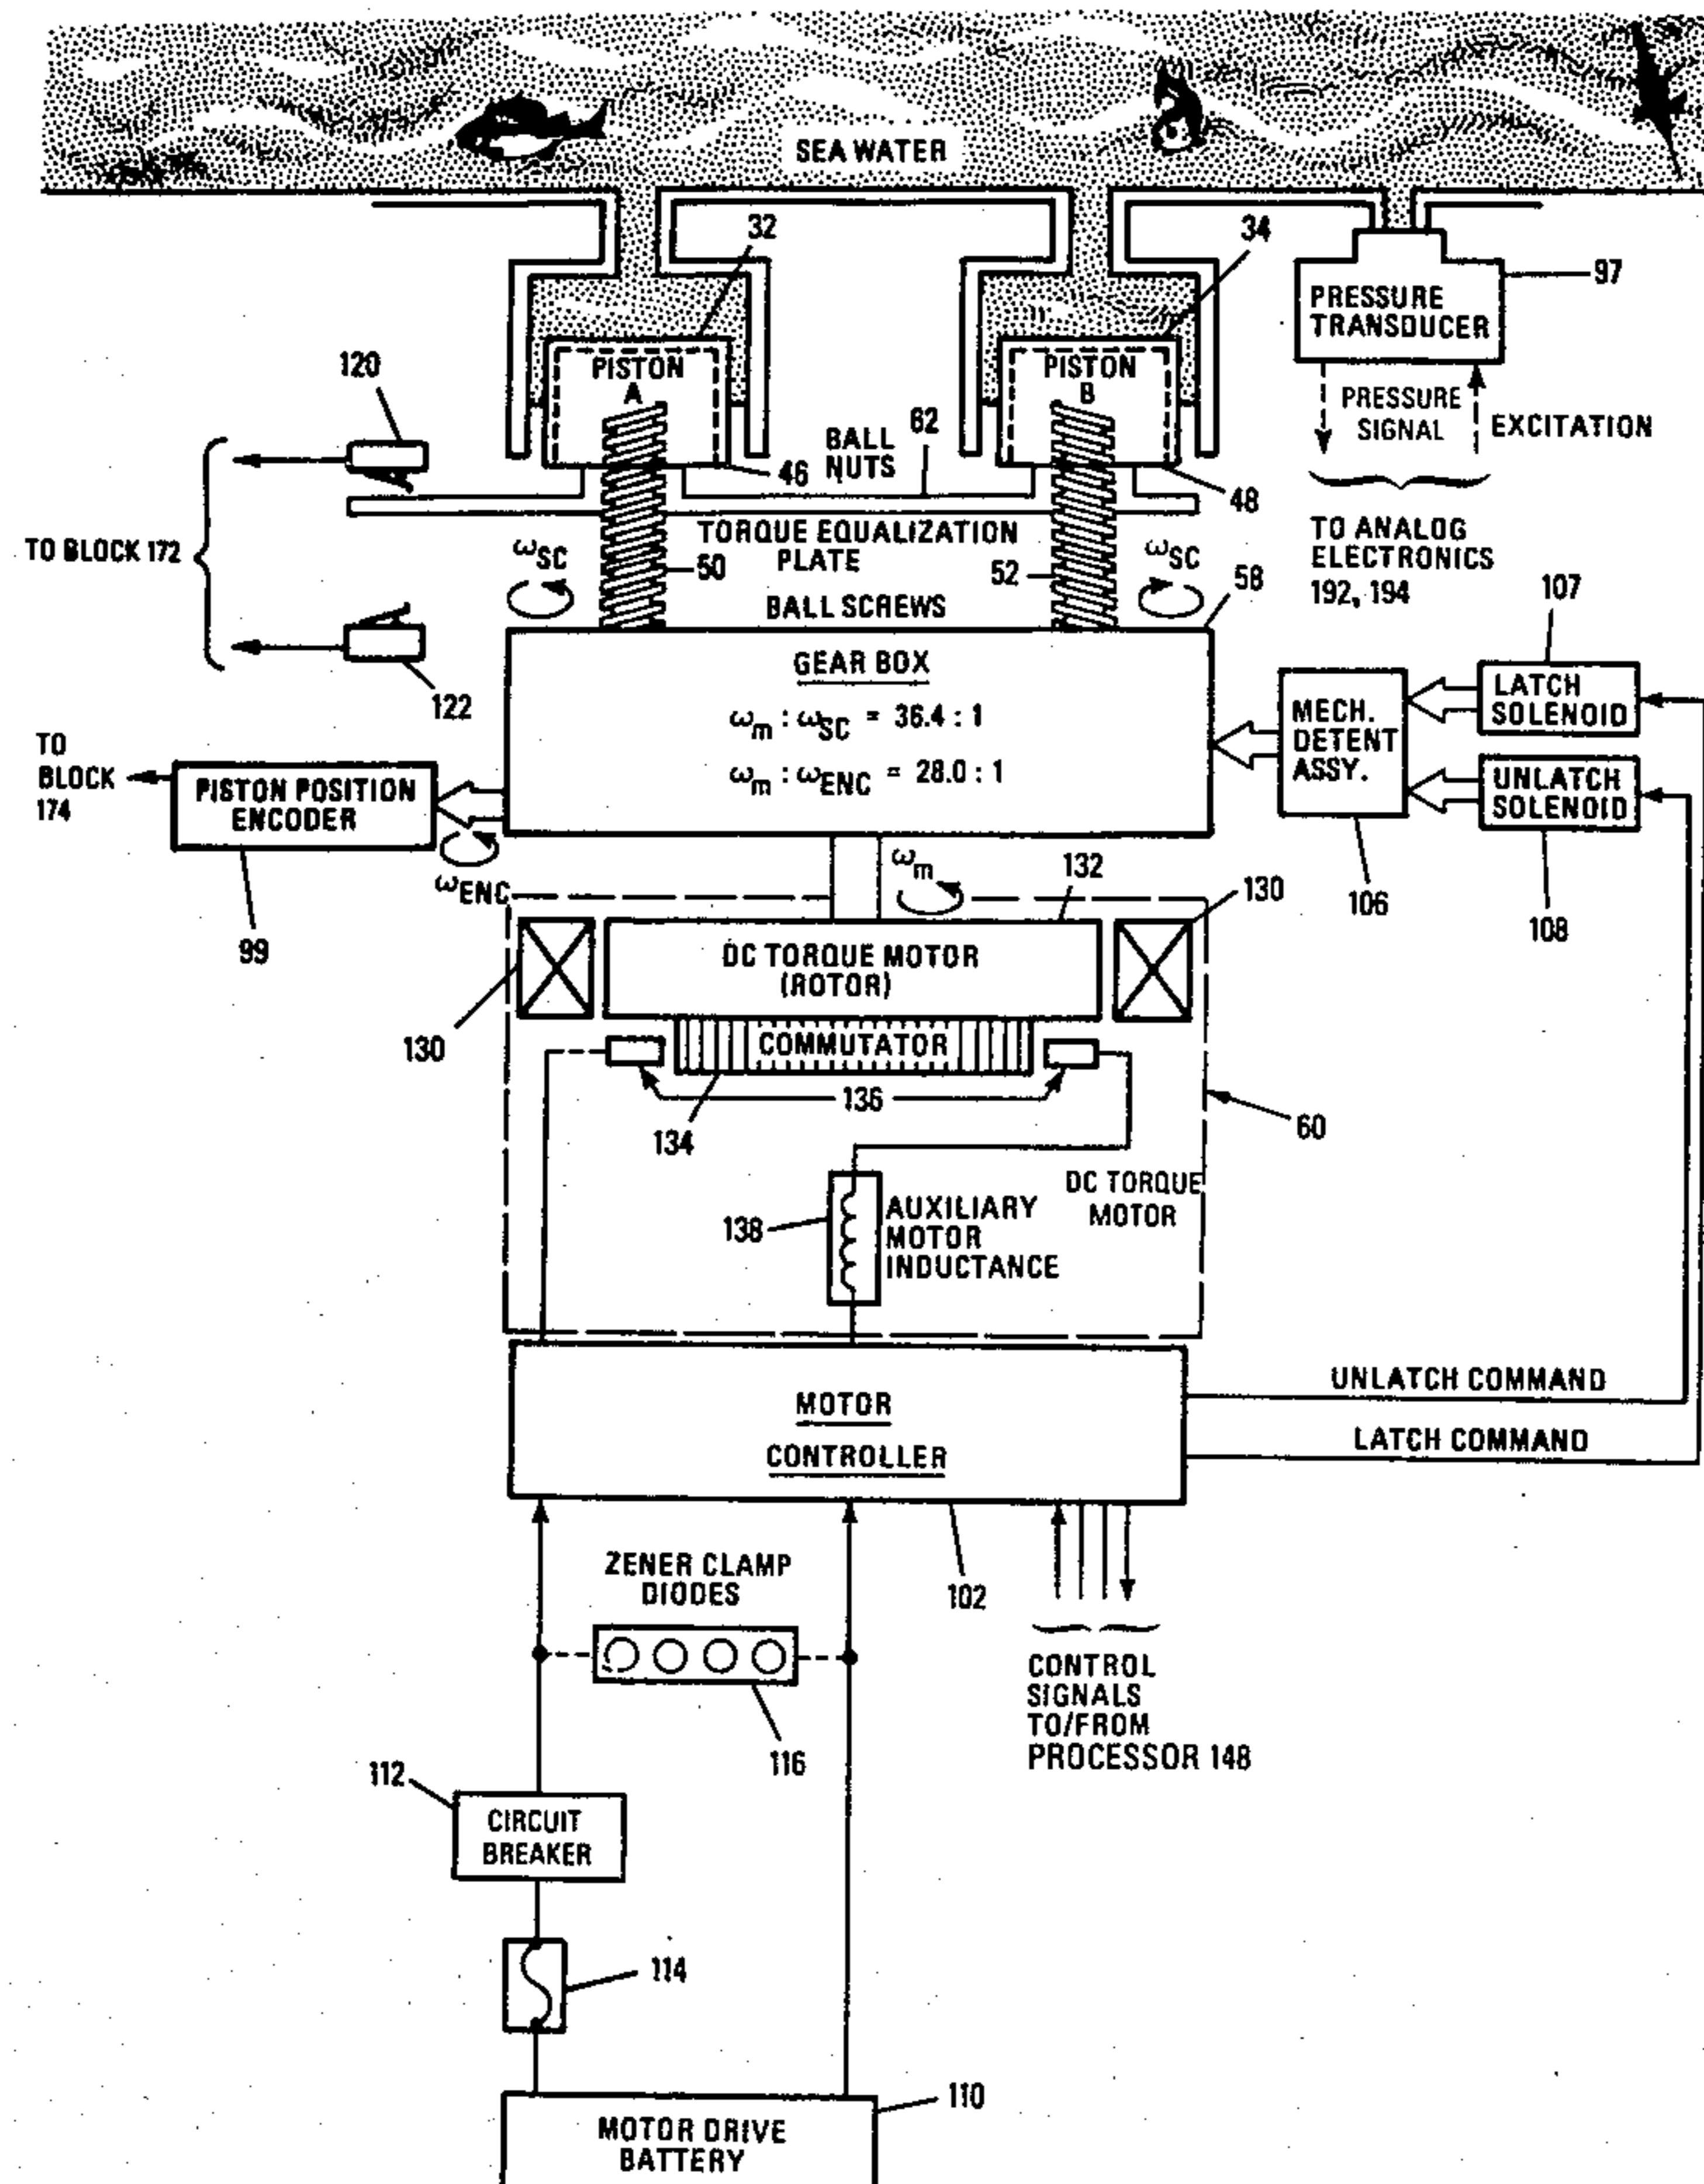 SEA WATER
32
34
97
PRESSURE
TRANSDUCER
PISTON
A
PISTON
B
120
PRESSURE
SIGNAL
EXCITATION
BALL
NUTS
62
46
48
TO BLOCK 172
TORQUE EQUALIZATION
PLATE
ωSC
50
52
ωSC
TO ANALOG
ELECTRONICS
192, 194
BALL SCREWS
58
107
122
GEAR BOX
ωm : ωSC = 36.4 : 1
ωm : ωENC = 28.0 : 1
MECH.
DETENT
ASSY.
LATCH
SOLENOID
UNLATCH
SOLENOID
TO
BLOCK
174
PISTON POSITION
ENCODER
ωENC
ωm
132
130
106
108
99
DC TORQUE MOTOR
(ROTOR)
130
COMMUTATOR
136
134
60
DC TORQUE
MOTOR
138
AUXILIARY
MOTOR
INDUCTANCE
MOTOR
CONTROLLER
UNLATCH COMMAND
LATCH COMMAND
ZENER CLAMP
DIODES
102
116
CONTROL
SIGNALS
TO/FROM
PROCESSOR 148
112
CIRCUIT
BREAKER
114
110
MOTOR DRIVE
BATTERY